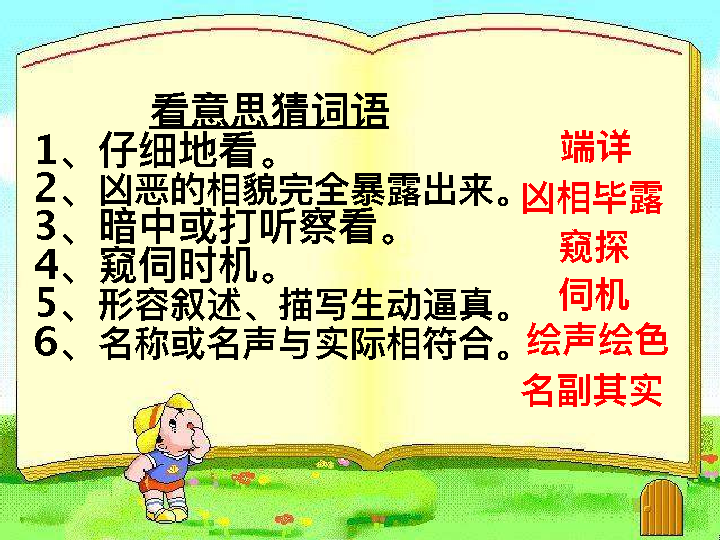 看意思猜词语
1、仔细地看。 端详
2、凶恶的相貌完全暴露出来。 凶相毕露
3、暗中或打听察看。 窥探
4、窥伺时机。 伺机
5、形容叙述、描写生动逼真。 绘声绘色
6、名称或名声与实际相符合。 名副其实